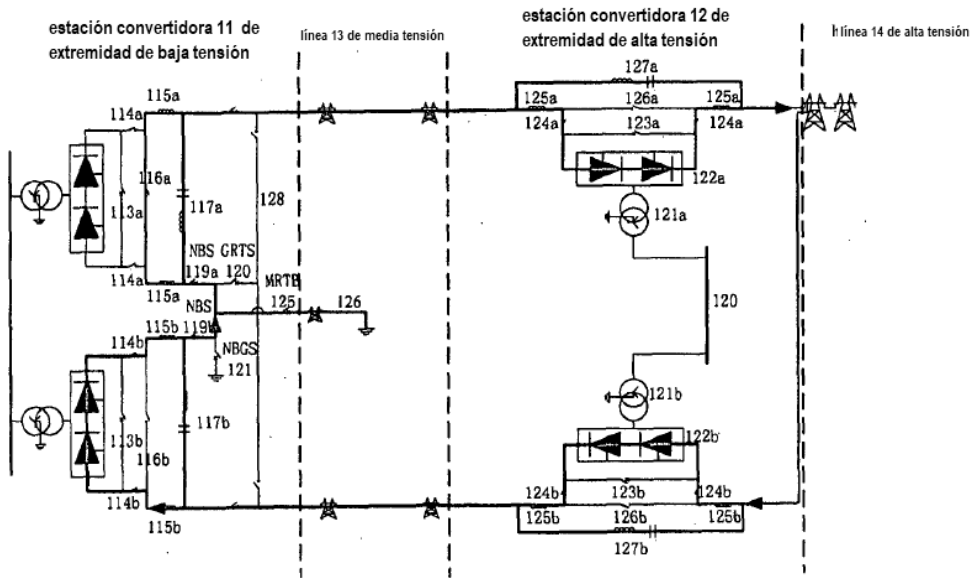 estación convertidora 11 de
extremidad de baja tensión
línea 13 de media tensión
estación convertidora 12 de
extremidad de alta tensión
línea 14 de alta tensión
127a
115a
125a
126a
125a
114a
124a
123a
124a
122a
116a
113a
117a
128
121a
NBS GRTS
114a
119a
120
115a
MRTB
125
126
120
NBS
115b
119b
114b
NBGS
121
121b
117b
113b
122b
116b
114b
124b
123b
124b
115b
125b
126b
125b
127b